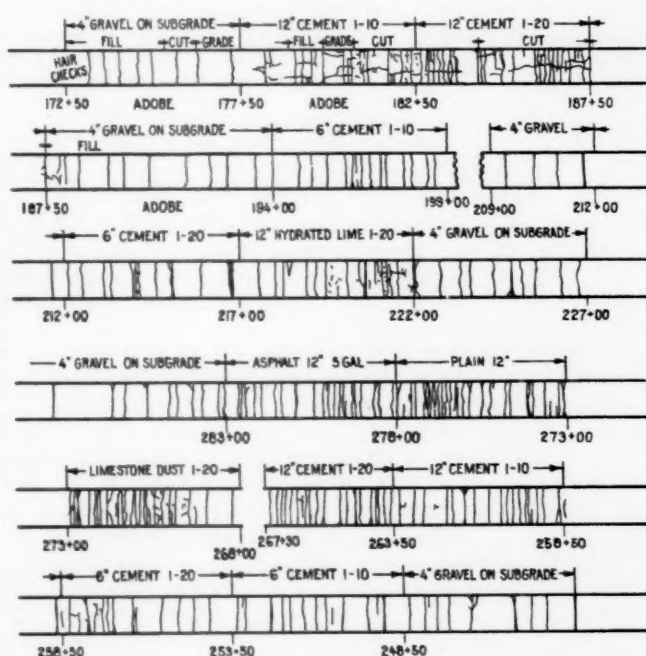 4" GRAVEL ON SUBGRADE 12" CEMENT 1-10 12" CEMENT 1-20
FILL CUT GRADE FILL GRADE CUT CUT
HAIR CHECKS
172+50 177+50 182+50 187+50
ADOBE ADOBE
4" GRAVEL ON SUBGRADE 6" CEMENT 1-10 4" GRAVEL
FILL
187+50 ADOBE 194+00 199+00 209+00 212+00
6" CEMENT 1-20 12" HYDRATED LIME 1-20 4" GRAVEL ON SUBGRADE
212+00 217+00 222+00 227+00
4" GRAVEL ON SUBGRADE ASPHALT 12" 5 GAL PLAIN 12"
283+00 278+00 273+00
LIMESTONE DUST 1-20 12" CEMENT 1-20 12" CEMENT 1-10
273+00 268+00 267+30 263+50 258+50
6" CEMENT 1-20 6" CEMENT 1-10 4" GRAVEL ON SUBGRADE
258+50 253+50 248+50